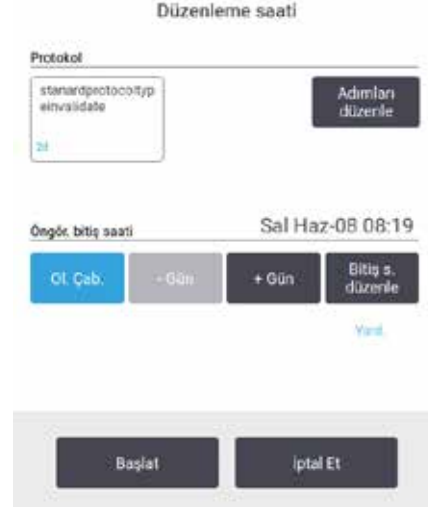 Düzenleme saati
Protokol
stanardprotocoltyp
einvalidate
Adımları
düzenle
Öngör. bitiş saati
Sal Haz-08 08:19
Ol. Çab.
- Gün
+ Gün
Bitiş s.
düzenle
Yard.
Başlat
İptal Et